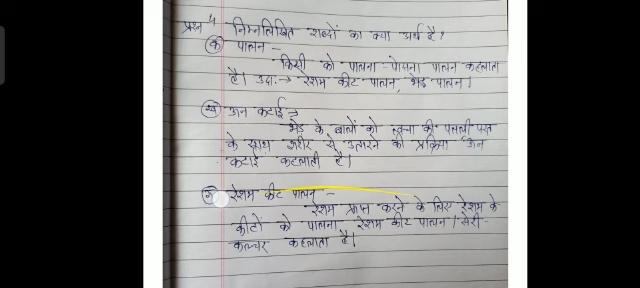 प्रश्न 4 निम्नलिखित शब्दों का क्या अर्थ है?
(क) पालन -
किसी को पालना-पोसना पालन कहलाता
है। उदाः→ रेशम कीट पालन, भेड़ पालन।
(ख) ऊन कटाई →
भेड़ के बालों को त्वचा की पतली परत
के साथ शरीर से उतारने की प्रक्रिया ऊन
कटाई कहलाती है।
(ग) रेशम कीट पालन -
रेशम प्राप्त करने के लिए रेशम के
कीटों को पालना रेशम कीट पालन। सेरी-
कल्चर कहलाता है।